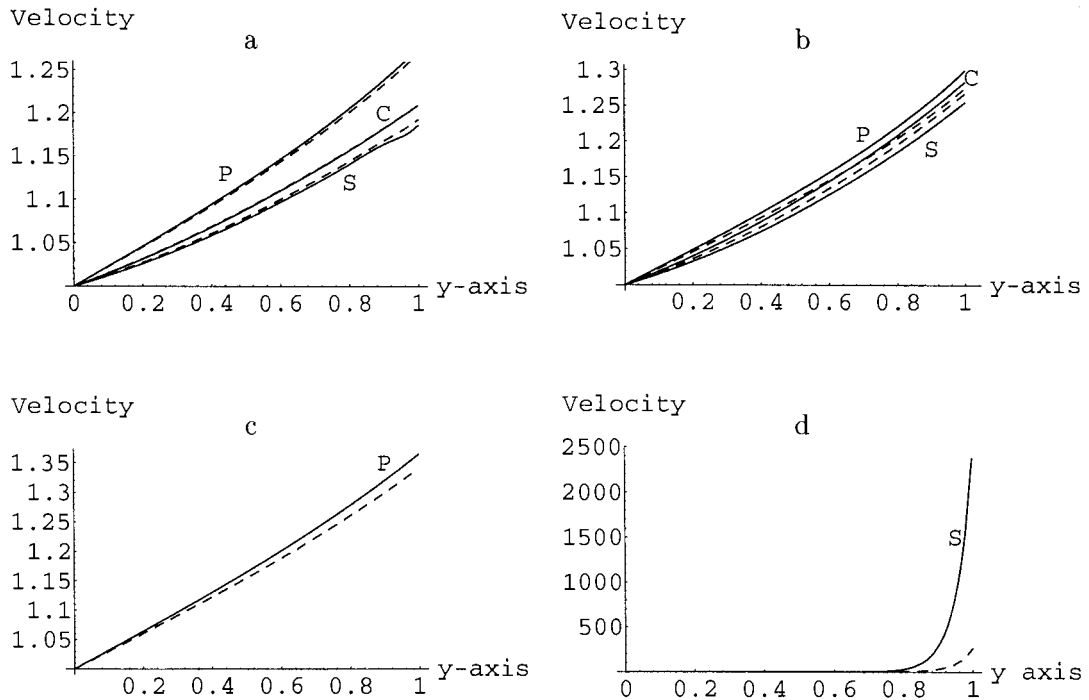 Velocity
a
1.25
1.2
1.15
1.1
1.05
P
C
S
0 0.2 0.4 0.6 0.8 1 y-axis
Velocity
b
1.3
1.25
1.2
1.15
1.1
1.05
P
C
S
0.2 0.4 0.6 0.8 1 y-axis
Velocity
c
1.35
1.3
1.25
1.2
1.15
1.1
1.05
P
0 0.2 0.4 0.6 0.8 1 y-axis
Velocity
d
2500
2000
1500
1000
500
S
0 0.2 0.4 0.6 0.8 1 y axis